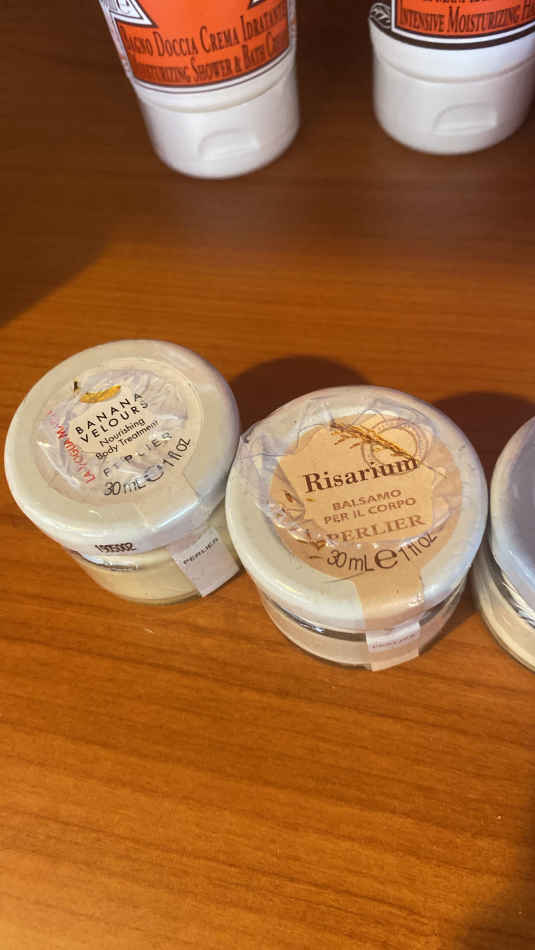 Bagno Doccia Crema Idratante
Moisturizing Shower & Bath
Intensive Moisturizing
BANANA
VELOURS
Nourishing
Body Treatment
PERLIER
30 mL e 1 fl oz
PERLIER
Risarium
BALSAMO
PER IL CORPO
PERLIER
30 mL e 1 fl oz
PERLIER